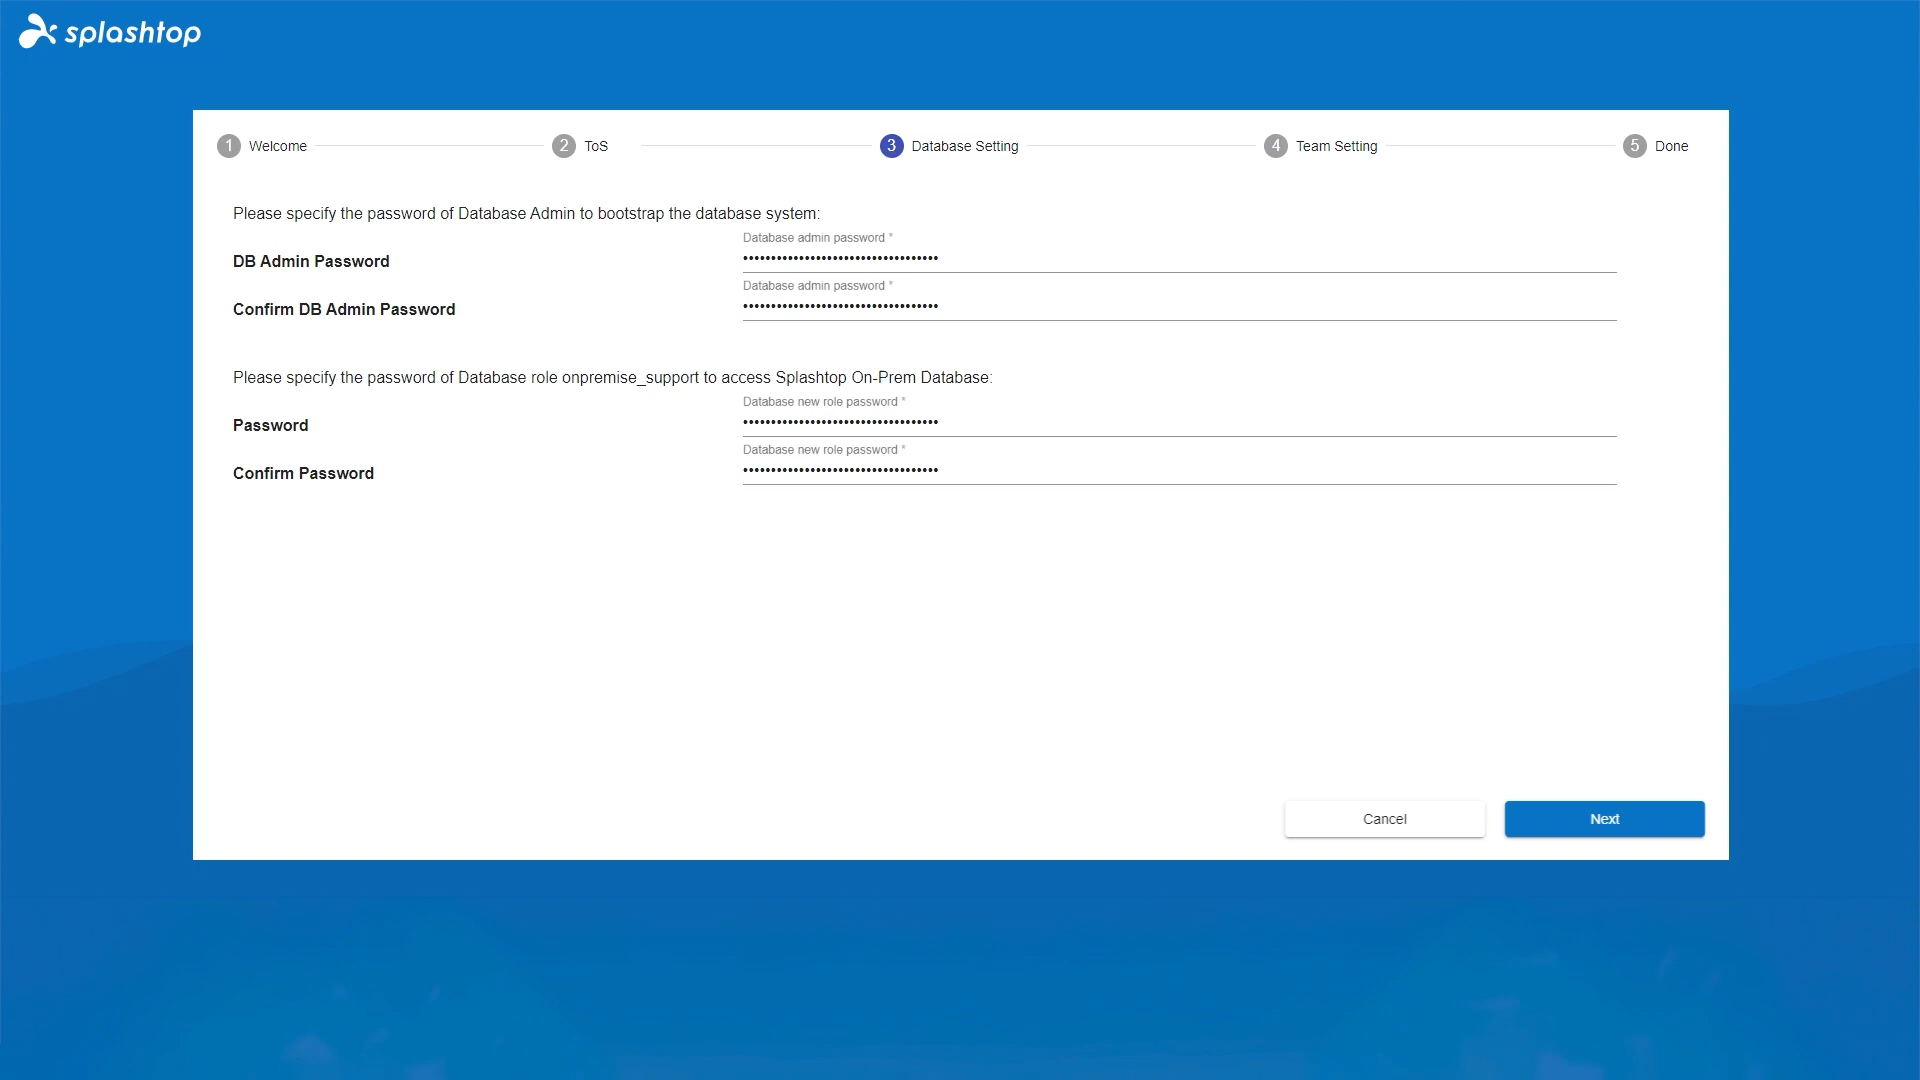 splashtop
1 Welcome 2 ToS 3 Database Setting 4 Team Setting 5 Done
Please specify the password of Database Admin to bootstrap the database system:
Database admin password *
DB Admin Password •••••••••••••••••••••••••••••••••••
Database admin password *
Confirm DB Admin Password •••••••••••••••••••••••••••••••••••
Please specify the password of Database role onpremise_support to access Splashtop On-Prem Database:
Database new role password *
Password •••••••••••••••••••••••••••••••••••
Database new role password *
Confirm Password •••••••••••••••••••••••••••••••••••
Cancel Next